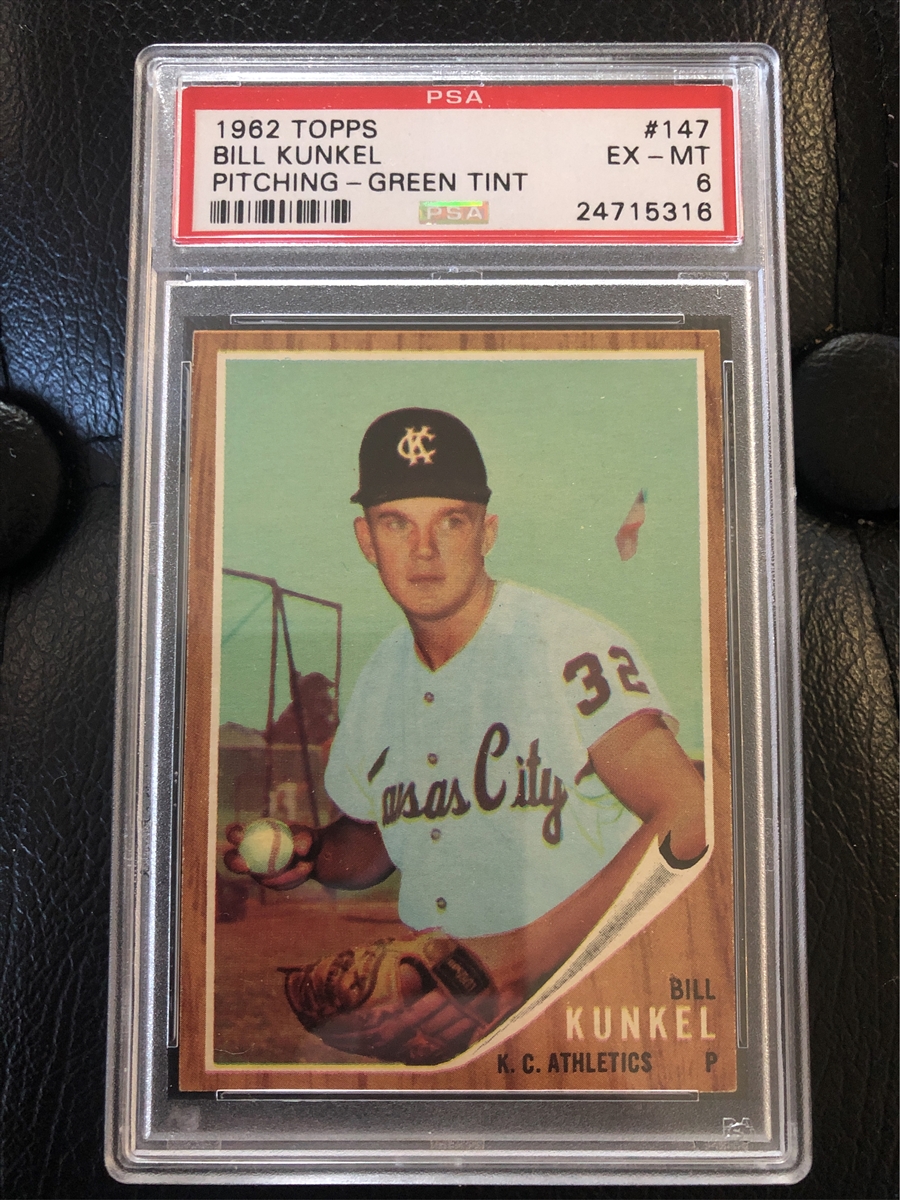 PSA
1962 TOPPS #147
BILL KUNKEL EX - MT
PITCHING - GREEN TINT 6
PSA 24715316
KC
32
ansas City
BILL
KUNKEL
K. C. ATHLETICS P